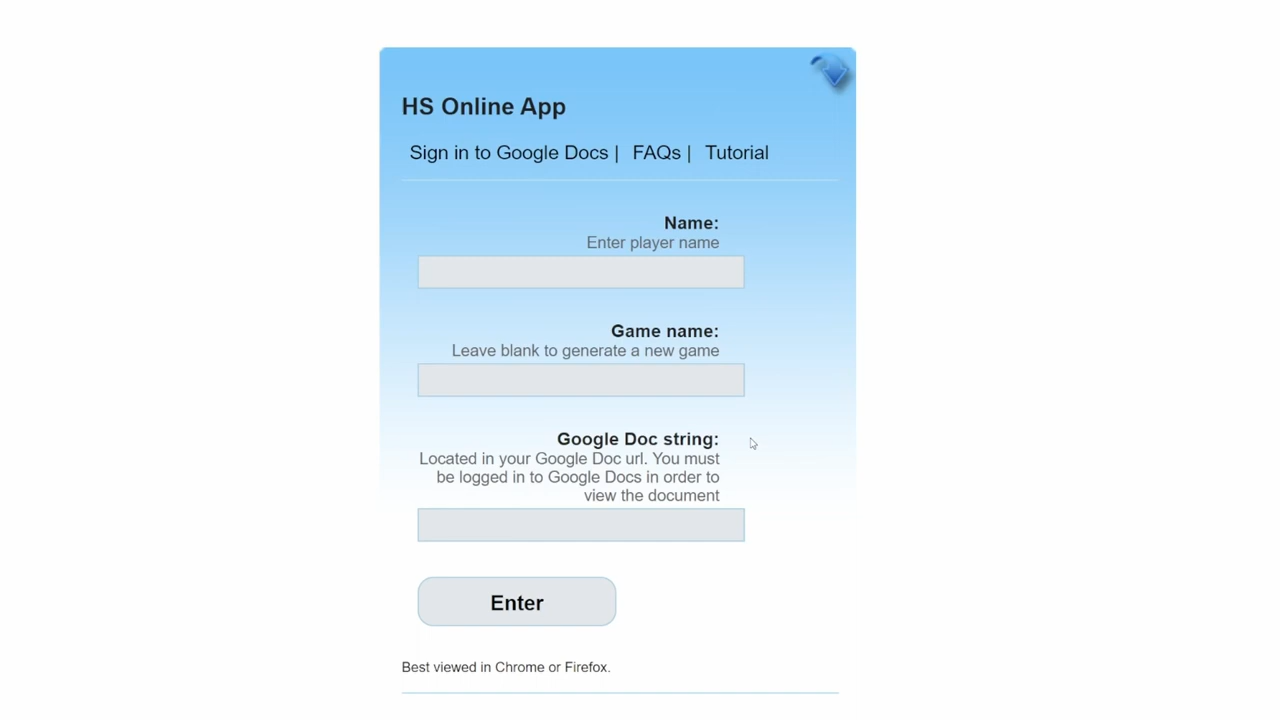 HS Online App
Sign in to Google Docs | FAQs | Tutorial
Name:
Enter player name
Game name:
Leave blank to generate a new game
Google Doc string:
Located in your Google Doc url. You must
be logged in to Google Docs in order to
view the document
Enter
Best viewed in Chrome or Firefox.